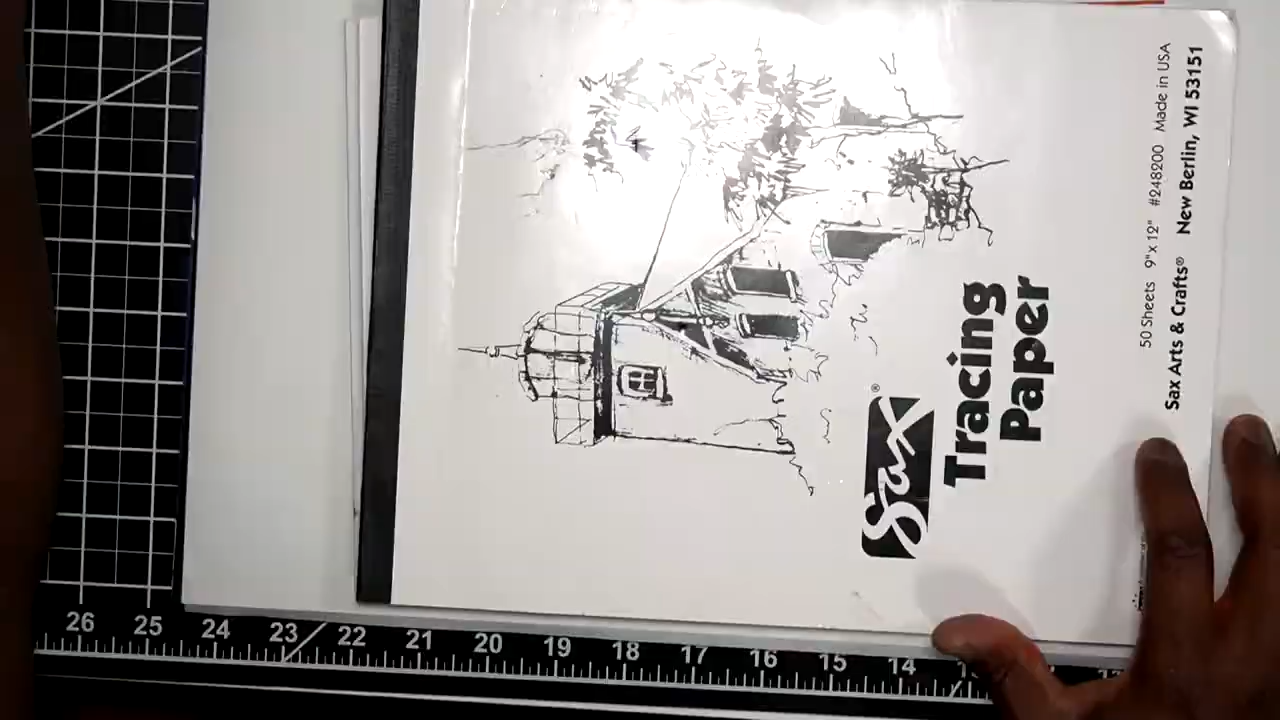 Sax®
Tracing
Paper
50 Sheets 9" x 12" #248200 Made in USA
Sax Arts & Crafts® New Berlin, WI 53151
26 25 24 23 22 21 20 19 18 17 16 15 14